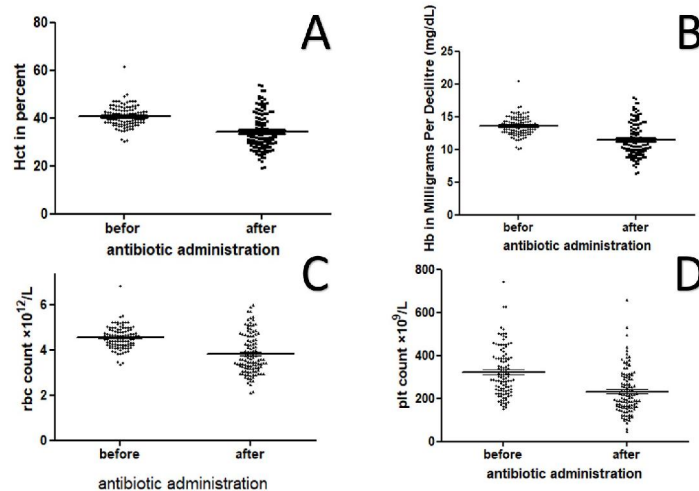 A
Hct in percent
80
60
40
20
0
befor
after
antibiotic administration
B
Hb in Milligrams Per Decilitre (mg/dL)
25
20
15
10
5
0
befor
after
antibiotic administration
C
rbc count ×10¹²/L
6
4
2
0
before
after
antibiotic administration
D
plt count ×10⁹/L
800
600
400
200
0
before
after
antibiotic administration